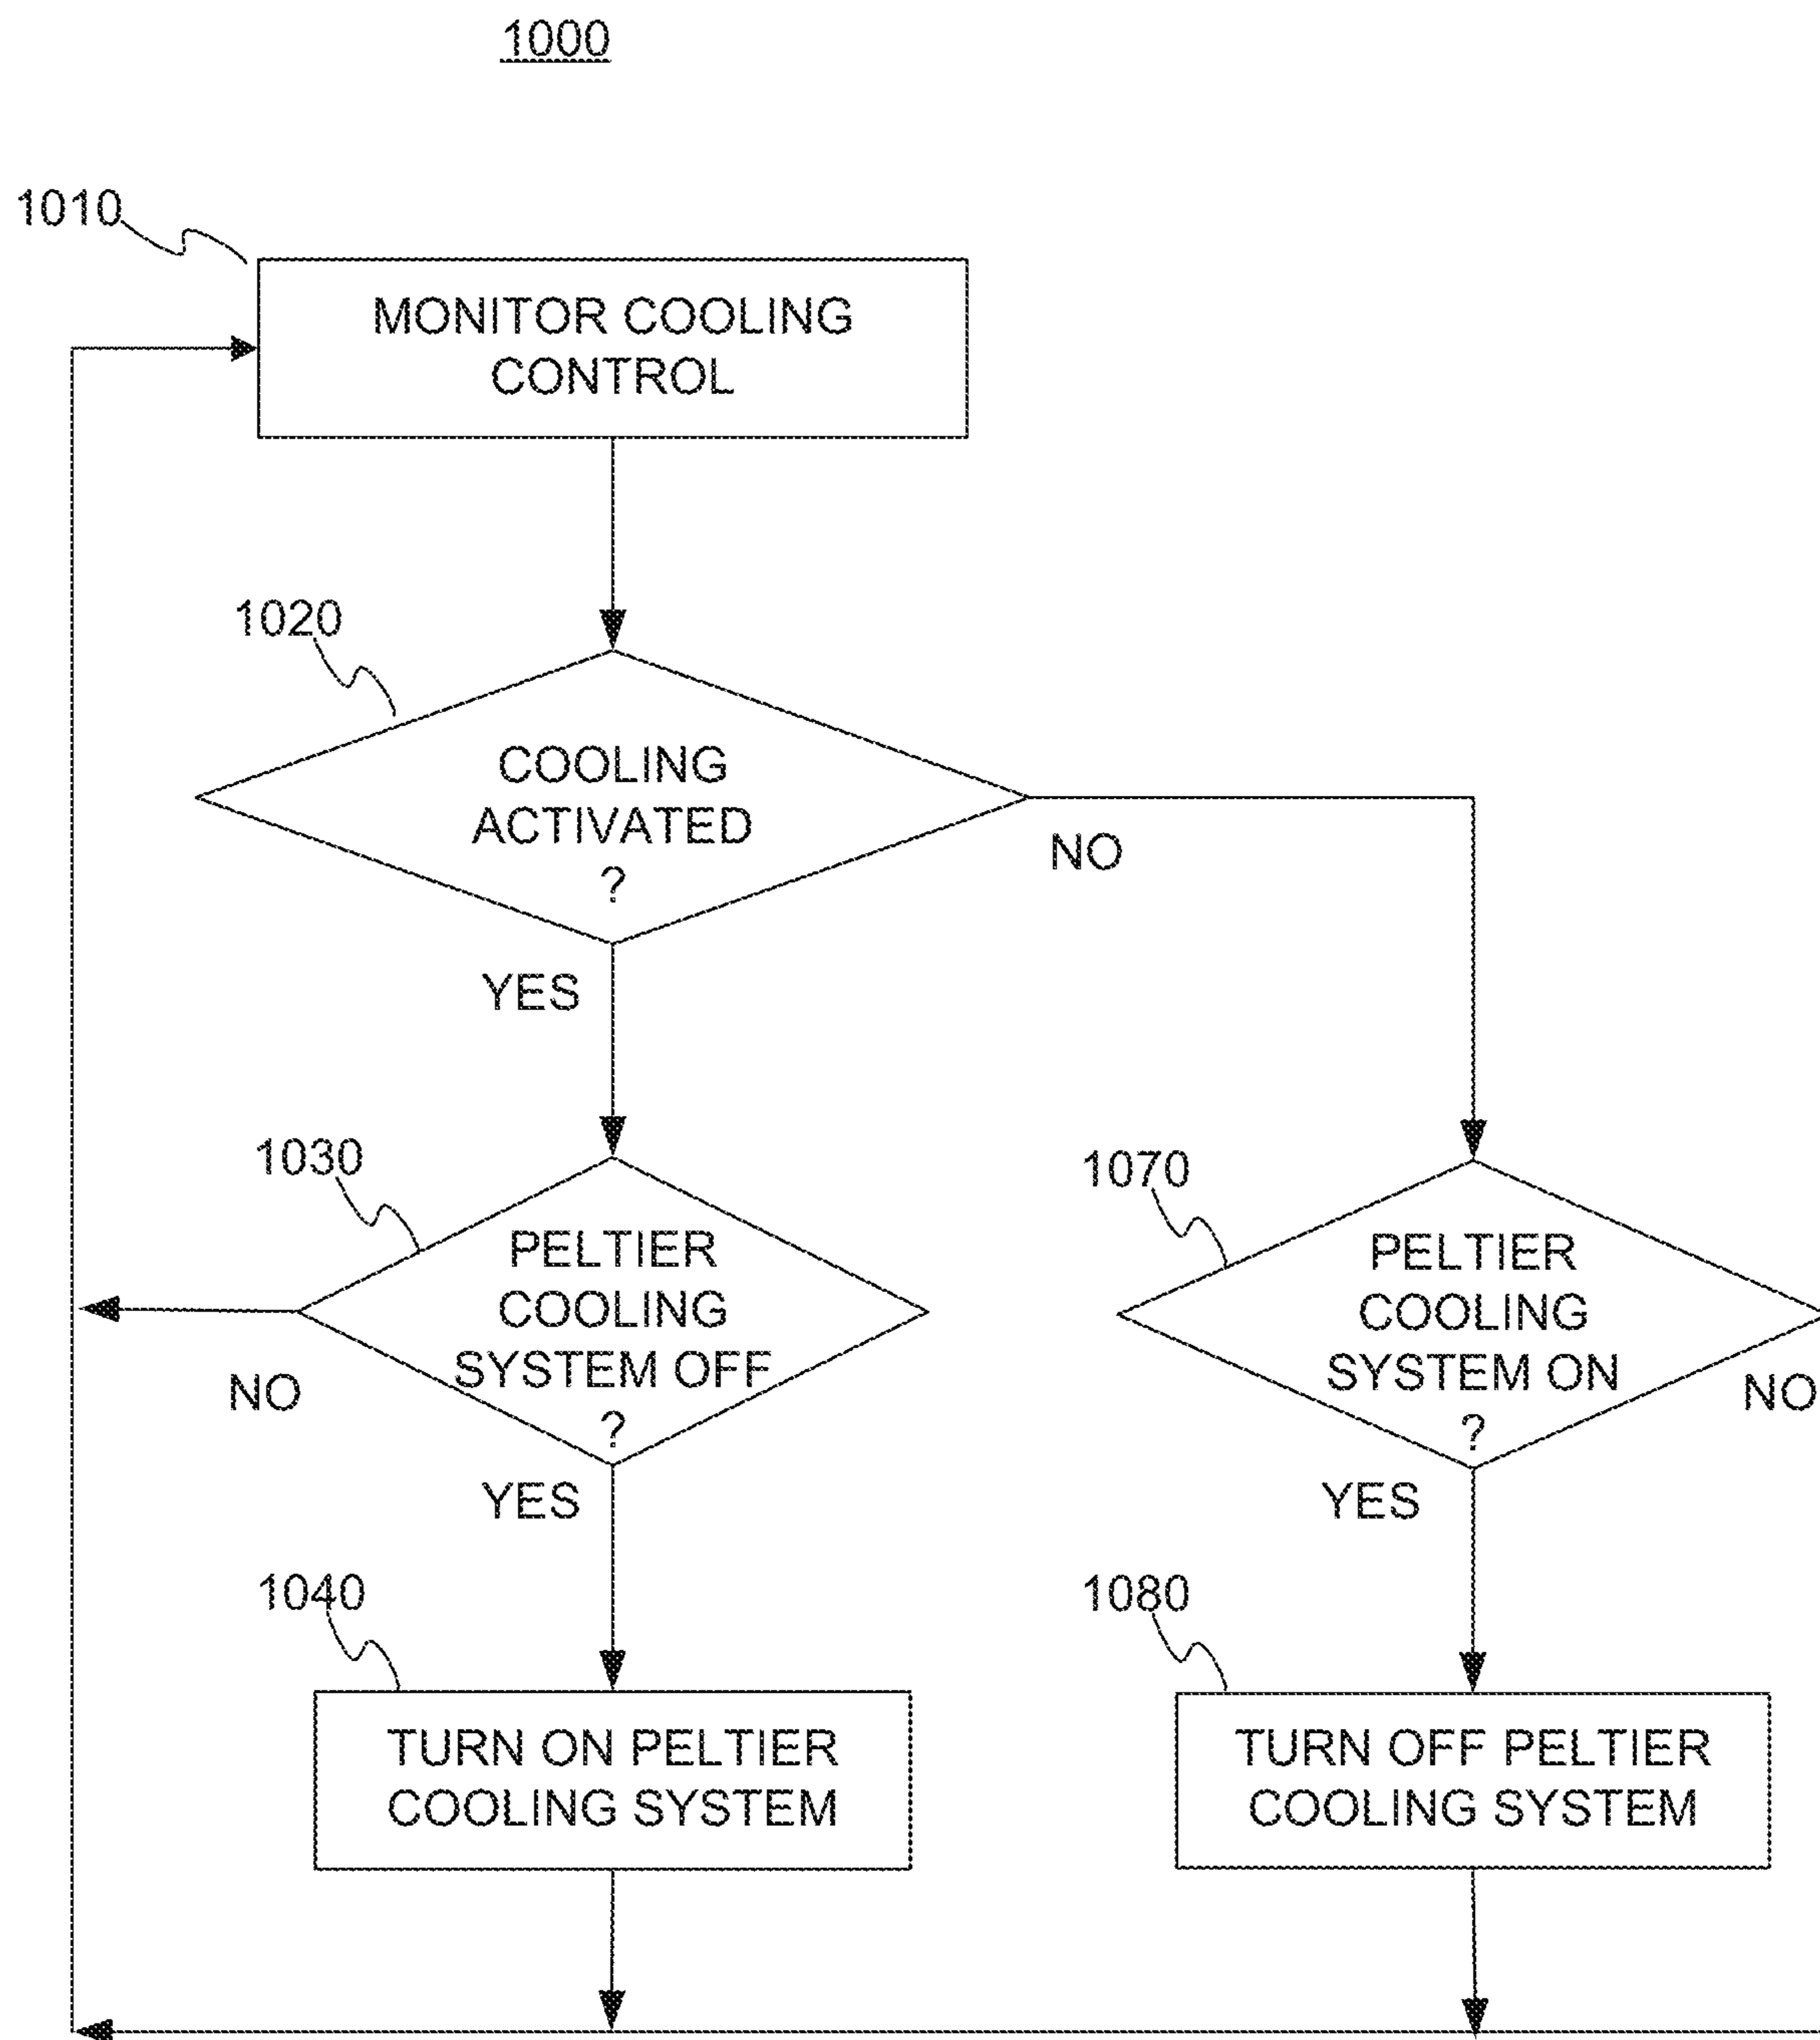 1000
1010
MONITOR COOLING
CONTROL
1020
COOLING
ACTIVATED
?
NO
YES
1030
PELTIER
COOLING
SYSTEM OFF
?
NO
YES
1070
PELTIER
COOLING
SYSTEM ON
?
NO
YES
1040
TURN ON PELTIER
COOLING SYSTEM
1080
TURN OFF PELTIER
COOLING SYSTEM